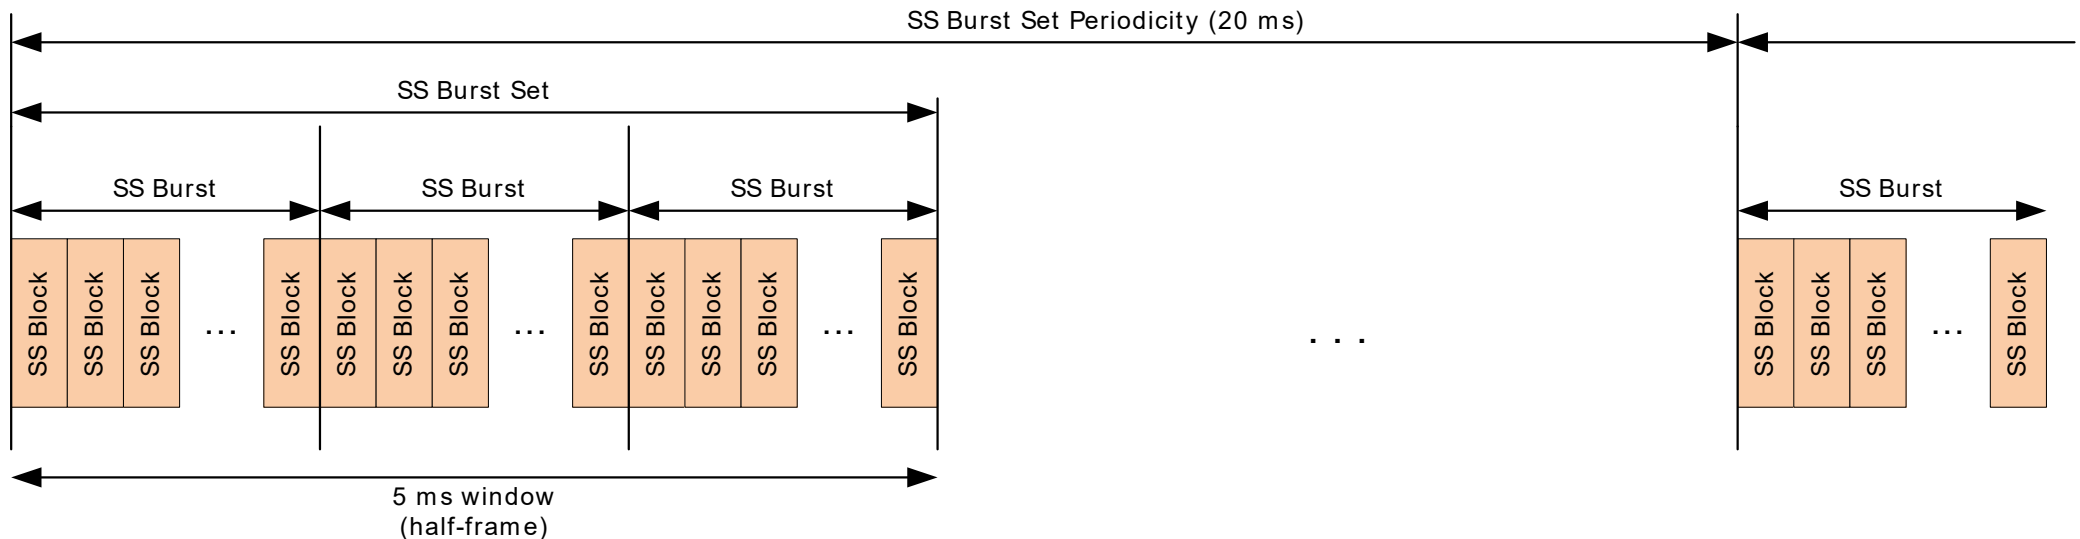 SS Burst Set Periodicity (20 ms)
SS Burst Set
SS Burst
SS Burst
SS Burst
SS Burst
SS Block
SS Block
SS Block
...
SS Block
SS Block
SS Block
SS Block
...
SS Block
SS Block
SS Block
SS Block
...
SS Block
. . .
SS Block
SS Block
SS Block
...
SS Block
5 ms window
(half-frame)